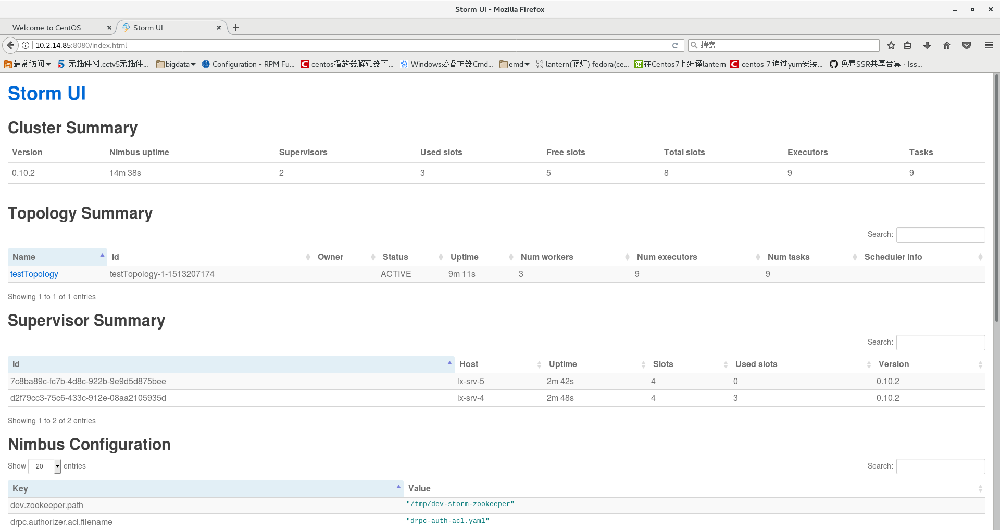 Storm UI - Mozilla Firefox
Welcome to CentOS Storm UI
10.2.14.85:8080/index.html 搜索
最常访问 无插件网,cctv5无插件... bigdata Configuration - RPM Fu... centos播放器解码器下... Windows必备神器Cmd... emd lantern(蓝灯) fedora(ce... 在Centos7上编译lantern centos 7 通过yum安装... 免费SSR共享合集 · Iss...
Storm UI
Cluster Summary
Version Nimbus uptime Supervisors Used slots Free slots Total slots Executors Tasks
0.10.2 14m 38s 2 3 5 8 9 9
Topology Summary
Search:
Name Id Owner Status Uptime Num workers Num executors Num tasks Scheduler Info
testTopology testTopology-1-1513207174 ACTIVE 9m 11s 3 9 9
Showing 1 to 1 of 1 entries
Supervisor Summary
Search:
Id Host Uptime Slots Used slots Version
7c8ba89c-fc7b-4d8c-922b-9e9d5d875bee lx-srv-5 2m 42s 4 0 0.10.2
d2f79cc3-75c6-433c-912e-08aa2105935d lx-srv-4 2m 48s 4 3 0.10.2
Showing 1 to 2 of 2 entries
Nimbus Configuration
Show 20 entries Search:
Key Value
dev.zookeeper.path "/tmp/dev-storm-zookeeper"
drpc.authorizer.acl.filename "drpc-auth-acl.yaml"